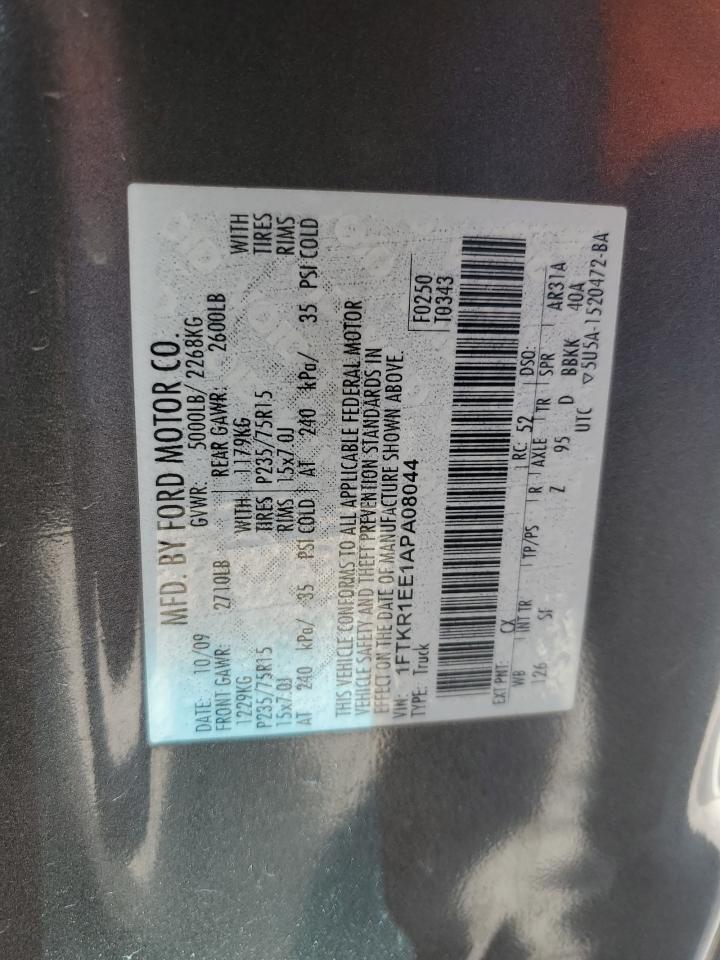 MFD. BY FORD MOTOR CO.
DATE: 10/09 GVWR: 5000LB/ 2268KG
FRONT GAWR: 2710LB REAR GAWR: 2600LB
1229KG WITH 1179KG WITH
P235/75R15 TIRES P235/75R15 TIRES
15x7.0J RIMS 15x7.0J RIMS
AT 240 kPa/ 35 PSI COLD AT 240 kPa/ 35 PSI COLD
THIS VEHICLE CONFORMS TO ALL APPLICABLE FEDERAL MOTOR
VEHICLE SAFETY AND THEFT PREVENTION STANDARDS IN
EFFECT ON THE DATE OF MANUFACTURE SHOWN ABOVE.
VIN: 1FTKR1EE1APA08044 F0250
TYPE: Truck T0343
EXT PNT: CX RC: 52 DSO:
WB INT TR TP/PS R AXLE TR SPR AR31A
126 SF Z 95 D BBKK 40A
UTC ▽5U5A-1520472-BA